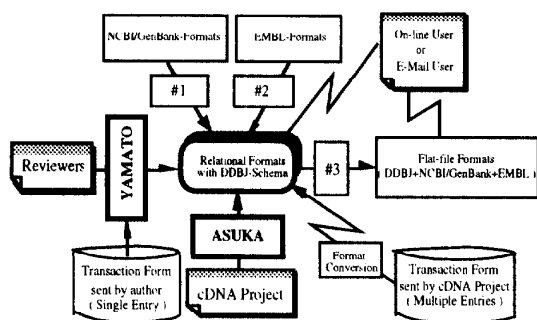 NCBI/GenBank-Formats
EMBL-Formats
On-line User
or
E-Mail User
#1
#2
Reviewers
YAMATO
Relational Formats
with DDBJ-Schema
#3
Flat-file Formats
( DDBJ+NCBI/GenBank+EMBL )
ASUKA
Transaction Form
sent by author
( Single Entry )
cDNA Project
Format
Conversion
Transaction Form
sent by cDNA Project
( Multiple Entries )